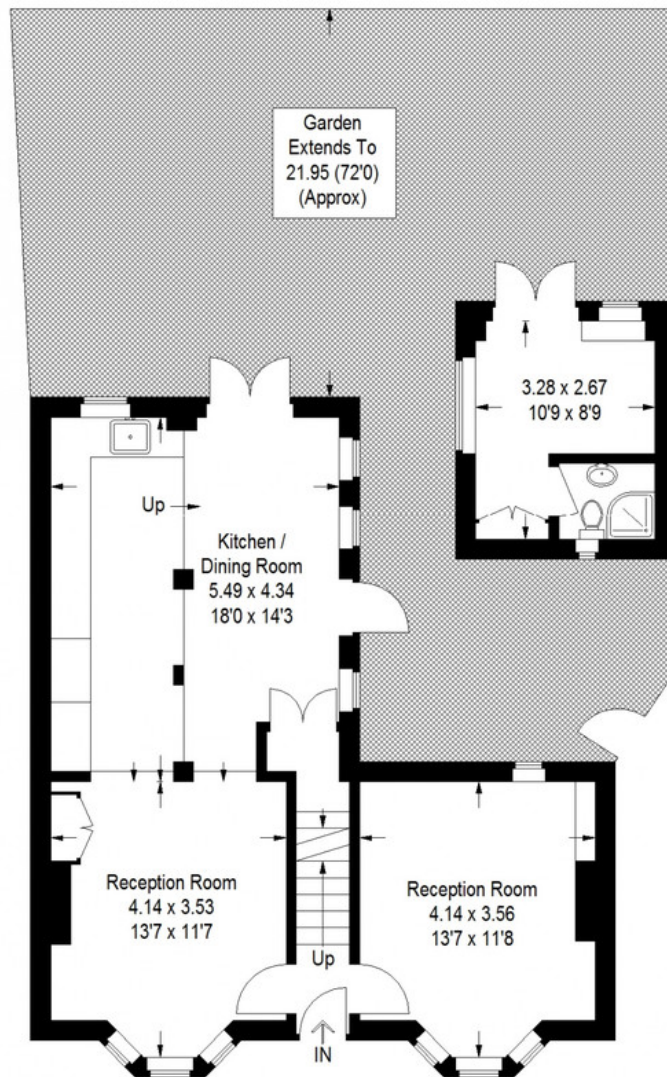 Garden
Extends To
21.95 (72'0)
(Approx)
3.28 x 2.67
10'9 x 8'9
Up
Kitchen /
Dining Room
5.49 x 4.34
18'0 x 14'3
Reception Room
4.14 x 3.53
13'7 x 11'7
Reception Room
4.14 x 3.56
13'7 x 11'8
Up
IN